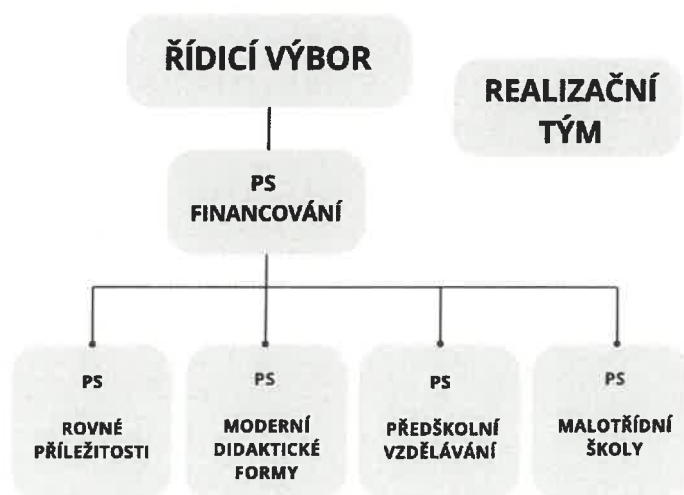 ŘÍDICÍ VÝBOR
REALIZAČNÍ
TÝM
PS
FINANCOVÁNÍ
PS
ROVNÉ
PŘÍLEŽITOSTI
PS
MODERNÍ
DIDAKTICKÉ
FORMY
PS
PŘEDŠKOLNÍ
VZDĚLÁVÁNÍ
PS
MALOTŘÍDNÍ
ŠKOLY